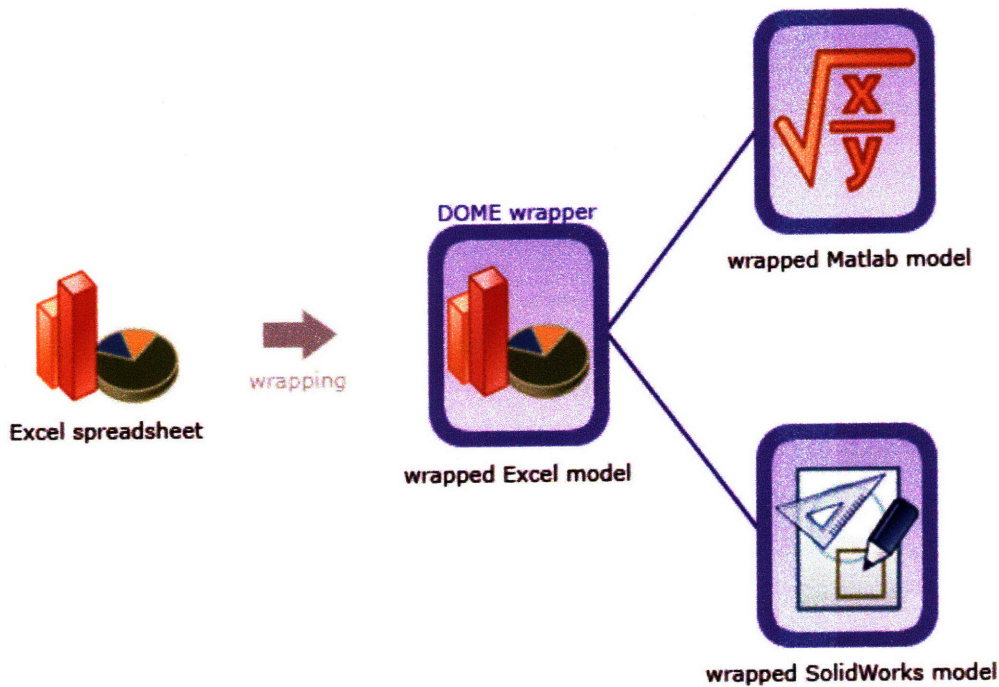 x
y
wrapped Matlab model
DOME wrapper
wrapping
Excel spreadsheet
wrapped Excel model
wrapped SolidWorks model